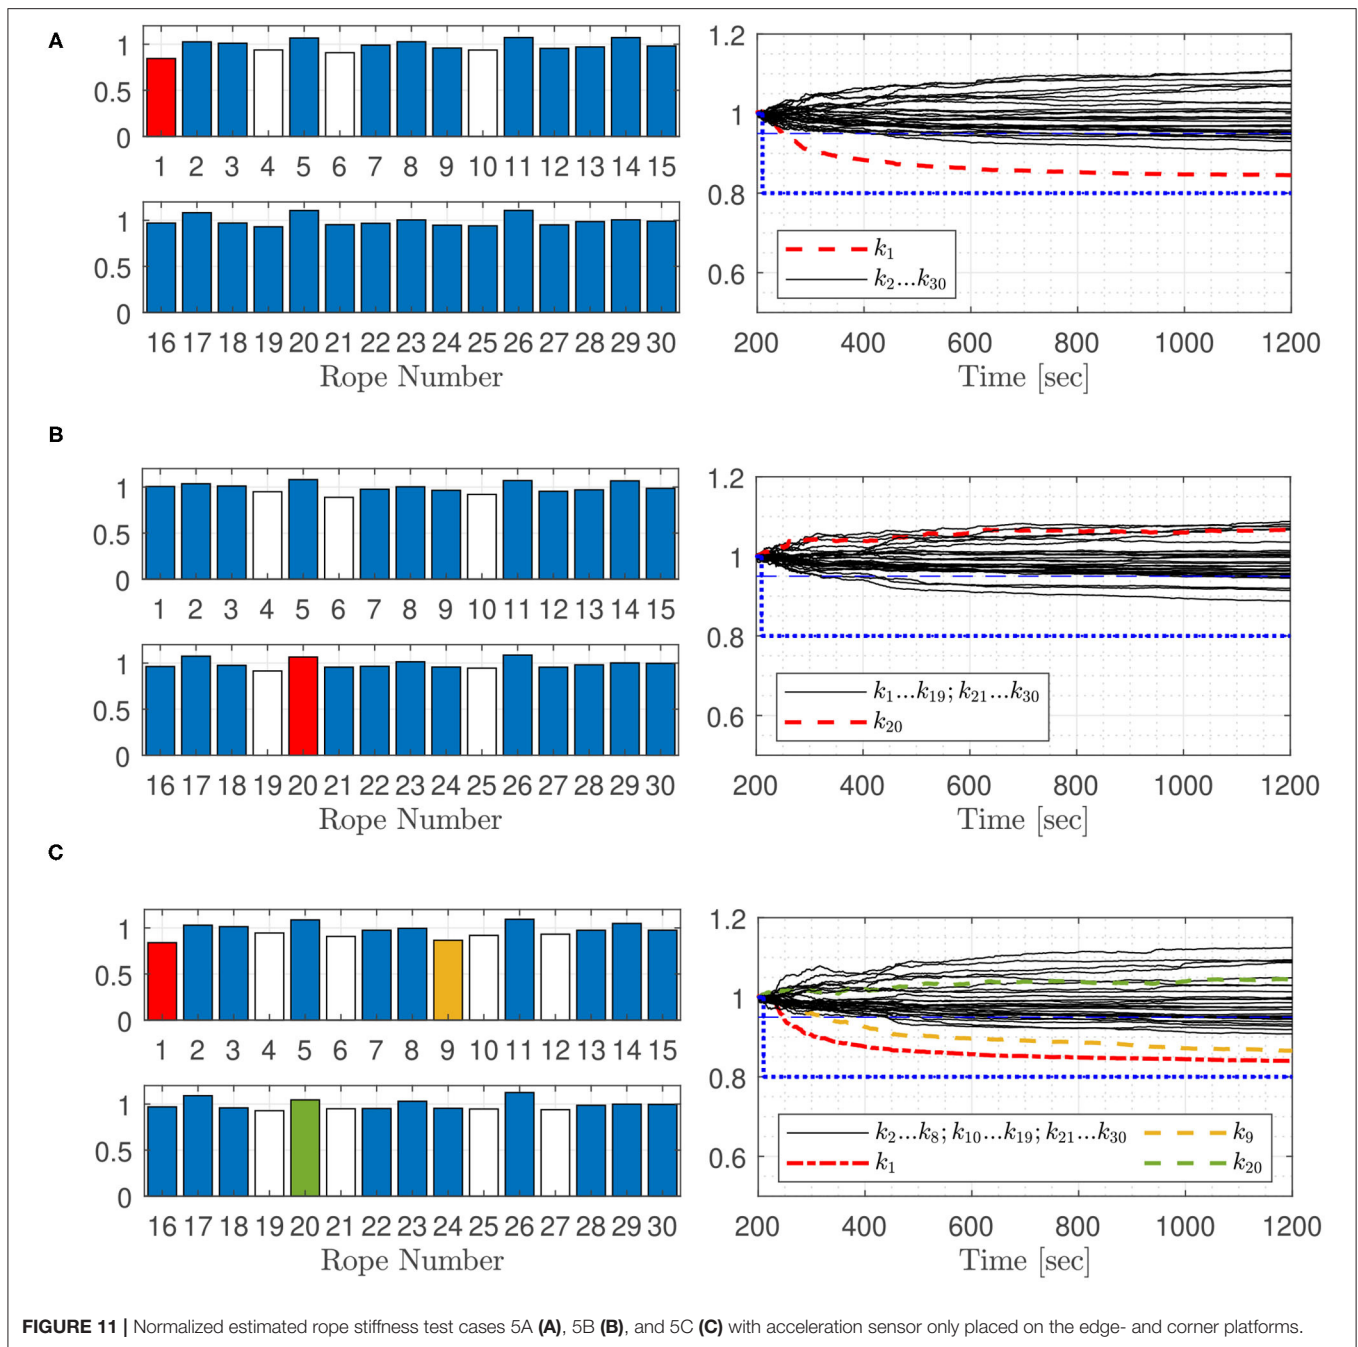 A
1
0.5
0
1 2 3 4 5 6 7 8 9 10 11 12 13 14 15
1
0.5
0
16 17 18 19 20 21 22 23 24 25 26 27 28 29 30
Rope Number
1.2
1
0.8
0.6
k1
k2...k30
200 400 600 800 1000 1200
Time [sec]
B
1
0.5
0
1 2 3 4 5 6 7 8 9 10 11 12 13 14 15
1
0.5
0
16 17 18 19 20 21 22 23 24 25 26 27 28 29 30
Rope Number
1.2
1
0.8
0.6
k1...k19; k21...k30
k20
200 400 600 800 1000 1200
Time [sec]
C
1
0.5
0
1 2 3 4 5 6 7 8 9 10 11 12 13 14 15
1
0.5
0
16 17 18 19 20 21 22 23 24 25 26 27 28 29 30
Rope Number
1.2
1
0.8
0.6
k2...k8; k10...k19; k21...k30 k9
k1 k20
200 400 600 800 1000 1200
Time [sec]
FIGURE 11 | Normalized estimated rope stiffness test cases 5A (A), 5B (B), and 5C (C) with acceleration sensor only placed on the edge- and corner platforms.